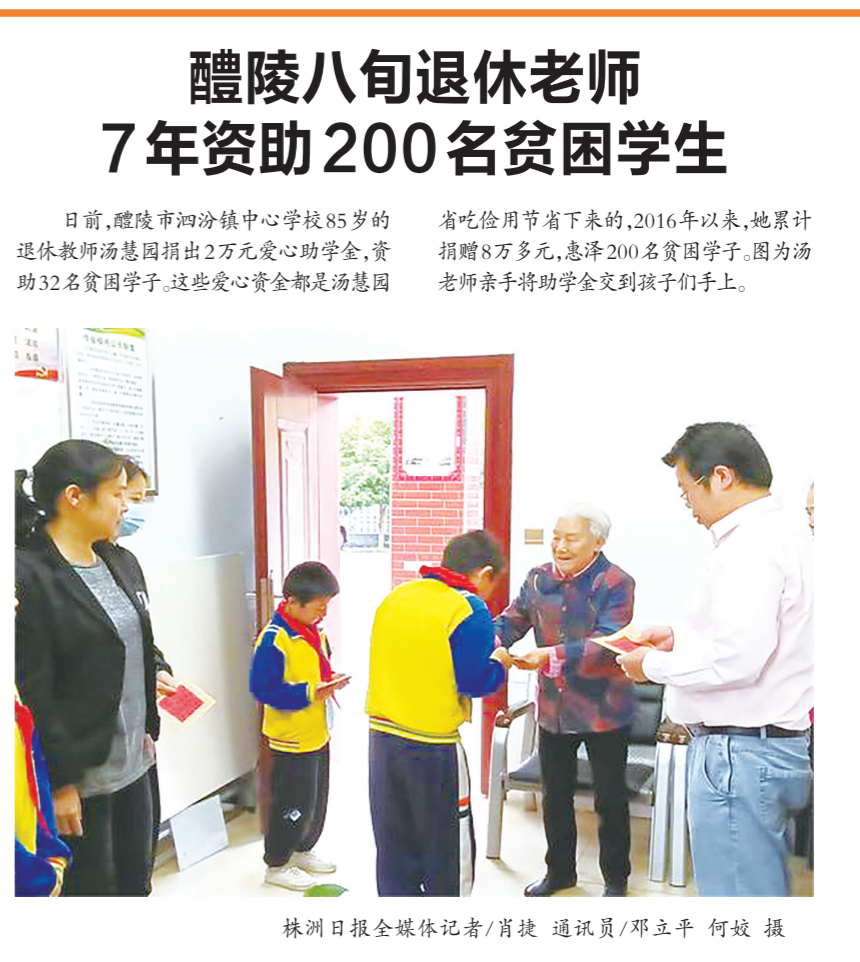 醴陵八旬退休老师
7年资助200名贫困学生
日前,醴陵市泗汾镇中心学校85岁的
退休教师汤慧园捐出2万元爱心助学金,资
助32名贫困学子。这些爱心资金都是汤慧园
省吃俭用节省下来的,2016年以来,她累计
捐赠8万多元,惠泽200名贫困学子。图为汤
老师亲手将助学金交到孩子们手上。
株洲日报全媒体记者/肖捷 通讯员/邓立平 何姣 摄